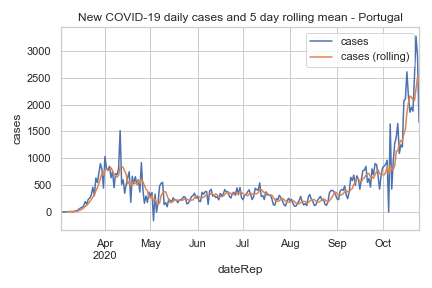 New COVID-19 daily cases and 5 day rolling mean - Portugal
cases
cases (rolling)
3000
2500
2000
1500
1000
500
0
cases
Apr
2020
May
Jun
Jul
Aug
Sep
Oct
dateRep